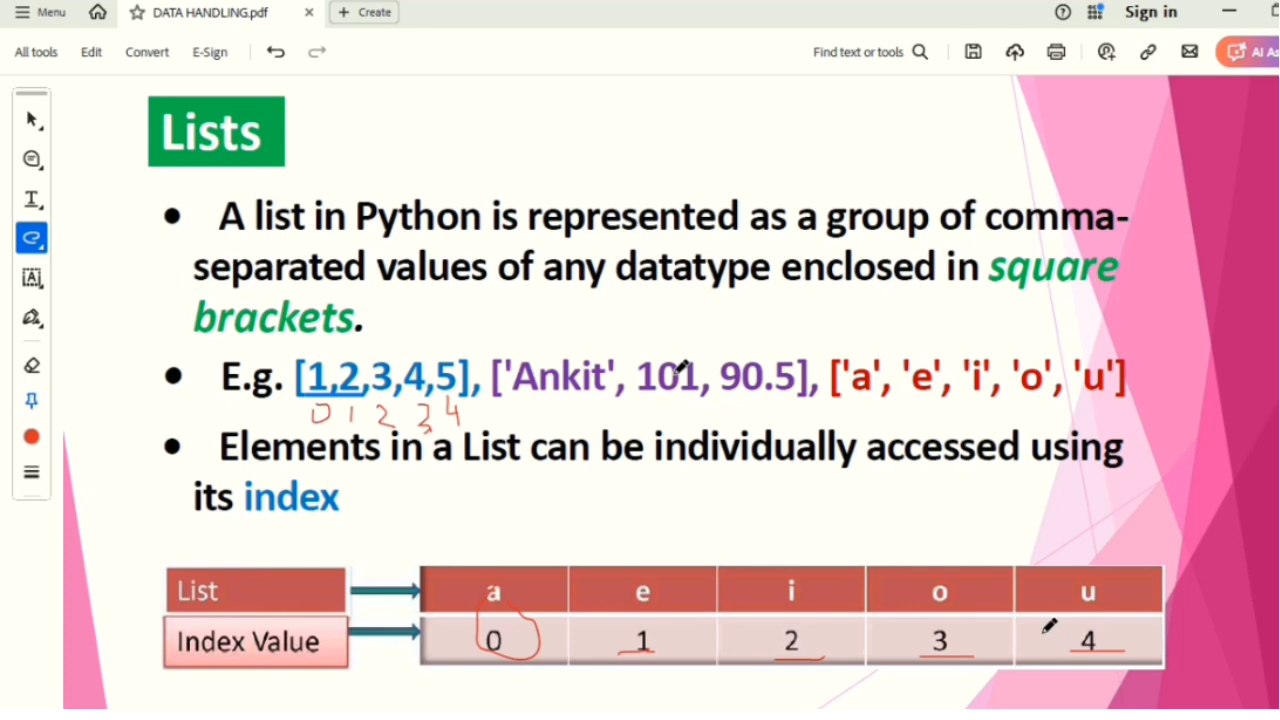 Menu DATA HANDLING.pdf × + Create Sign in
All tools Edit Convert E-Sign Find text or tools AI As
Lists
• A list in Python is represented as a group of comma-
separated values of any datatype enclosed in square
brackets.
• E.g. [1,2,3,4,5], ['Ankit', 101, 90.5], ['a', 'e', 'i', 'o', 'u']
0 1 2 3 4
• Elements in a List can be individually accessed using
its index
List a e i o u
Index Value 0 1 2 3 4